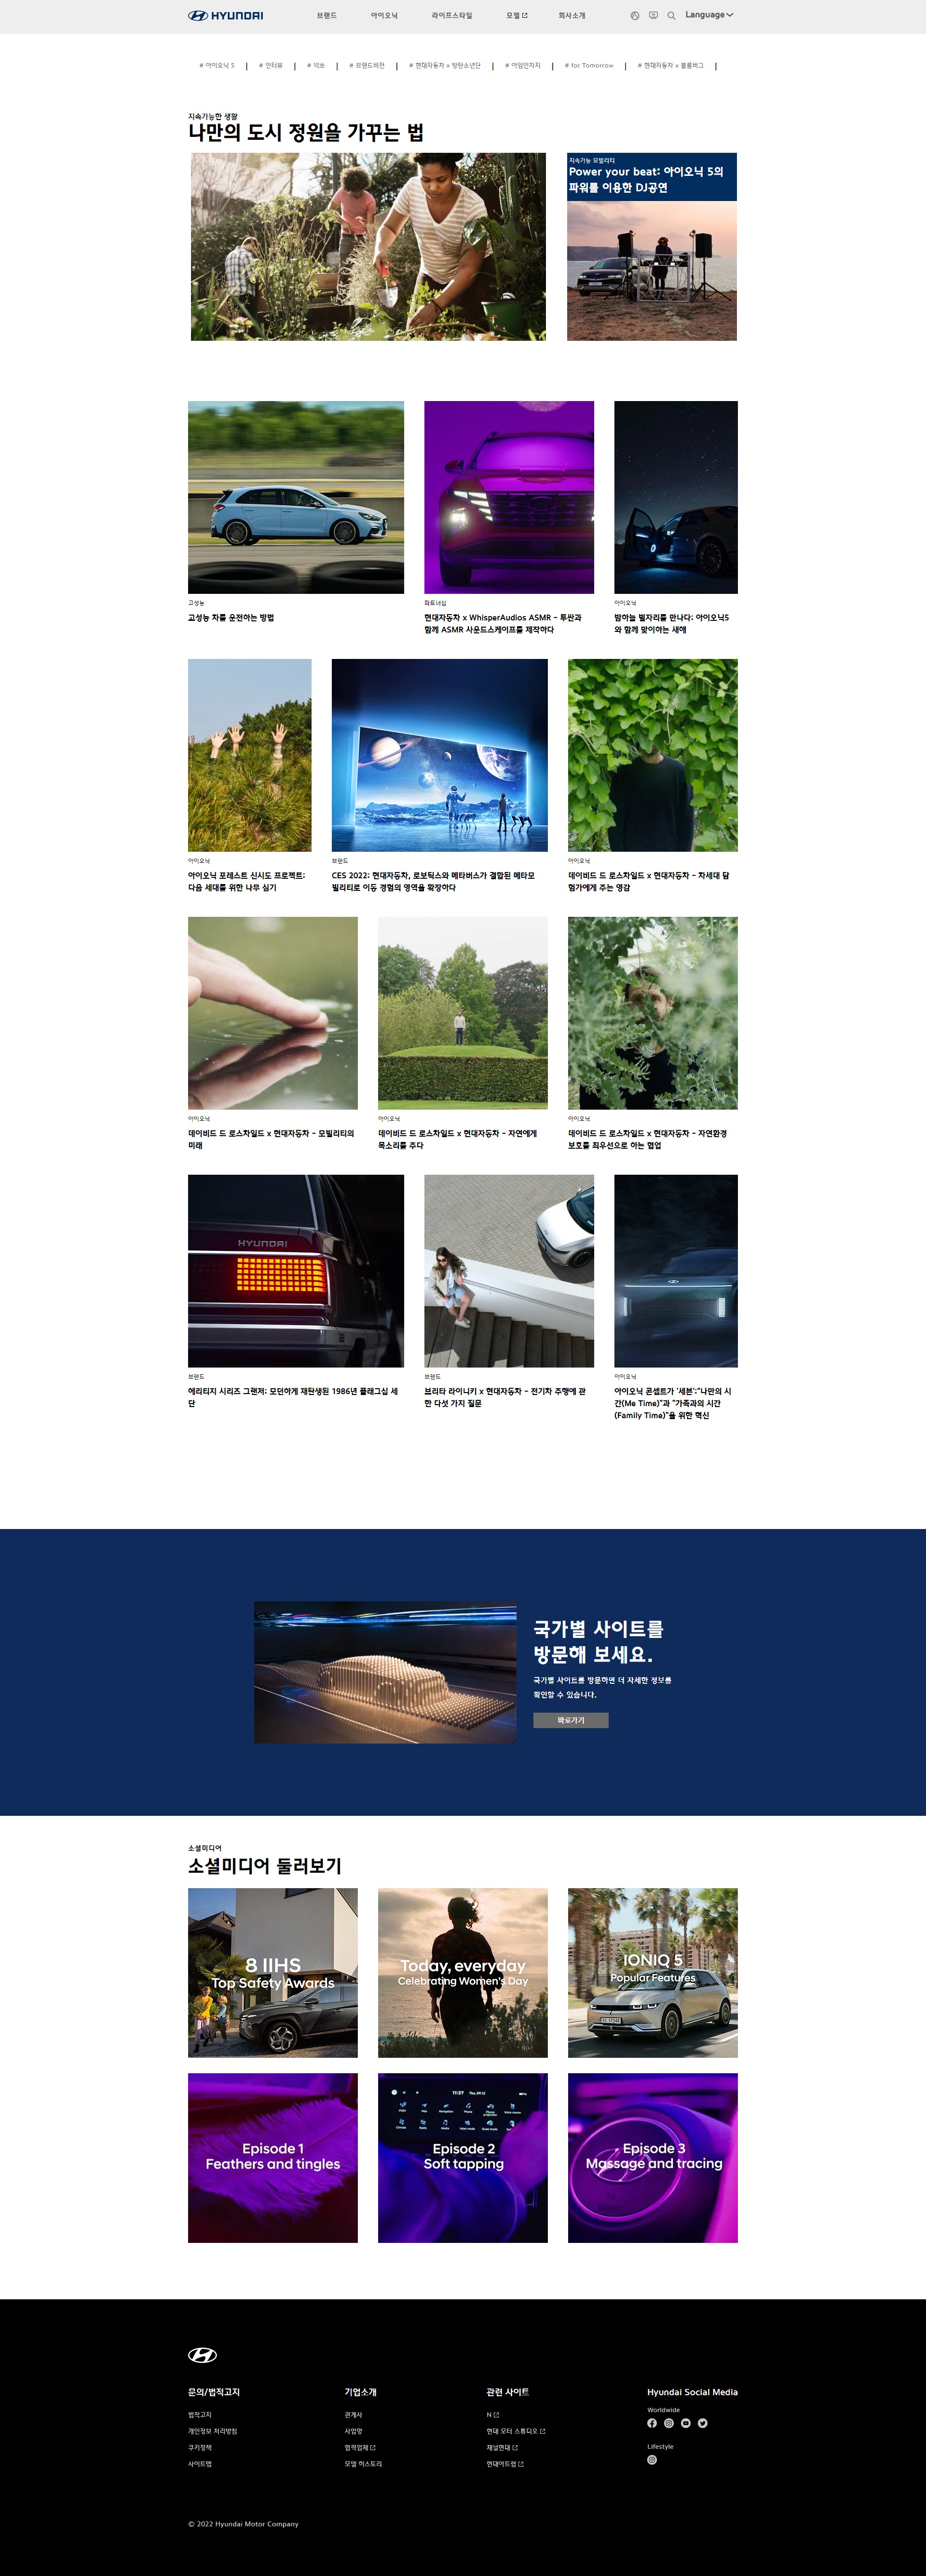 HYUNDAI
브랜드 아이오닉 라이프스타일 모델 회사소개 Language
# 아이오닉 5 | # 인터뷰 | # 넥쏘 | # 브랜드비전 | # 현대자동차 x 방탄소년단 | # 아임인차지 | # for Tomorrow | # 현대자동차 x 블룸버그 |
지속가능한 생활
나만의 도시 정원을 가꾸는 법
지속가능 모빌리티
Power your beat: 아이오닉 5의
파워를 이용한 DJ공연
고성능
고성능 차를 운전하는 방법
파트너십
현대자동차 x WhisperAudios ASMR - 투싼과
함께 ASMR 사운드스케이프를 제작하다
아이오닉
밤하늘 별자리를 만나다: 아이오닉5
와 함께 맞이하는 새해
아이오닉
아이오닉 포레스트 신시도 프로젝트:
다음 세대를 위한 나무 심기
브랜드
CES 2022: 현대자동차, 로보틱스와 메타버스가 결합된 메타모
빌리티로 이동 경험의 영역을 확장하다
아이오닉
데이비드 드 로스차일드 x 현대자동차 - 차세대 탐
험가에게 주는 영감
아이오닉
데이비드 드 로스차일드 x 현대자동차 - 모빌리티의
미래
아이오닉
데이비드 드 로스차일드 x 현대자동차 - 자연에게
목소리를 주다
아이오닉
데이비드 드 로스차일드 x 현대자동차 - 자연환경
보호를 최우선으로 하는 협업
HYUNDAI
브랜드
헤리티지 시리즈 그랜저: 모던하게 재탄생된 1986년 플래그십 세
단
브랜드
브리타 라이니키 x 현대자동차 - 전기차 주행에 관
한 다섯 가지 질문
아이오닉
아이오닉 콘셉트카 '세븐':"나만의 시
간(Me Time)"과 "가족과의 시간
(Family Time)"을 위한 혁신
국가별 사이트를
방문해 보세요.
국가별 사이트를 방문하면 더 자세한 정보를
확인할 수 있습니다.
바로가기
소셜미디어
소셜미디어 둘러보기
8 IIHS
Top Safety Awards
Today, everyday
Celebrating Women's Day
IONIQ 5
Popular Features
Episode 1
Feathers and tingles
11:37
Episode 2
Soft tapping
Episode 3
Massage and tracing
문의/법적고지
법적고지
개인정보 처리방침
쿠키정책
사이트맵
기업소개
관계사
사업망
협력업체
모델 히스토리
관련 사이트
N
현대 모터 스튜디오
채널현대
현대아트랩
Hyundai Social Media
Worldwide
Lifestyle
© 2022 Hyundai Motor Company